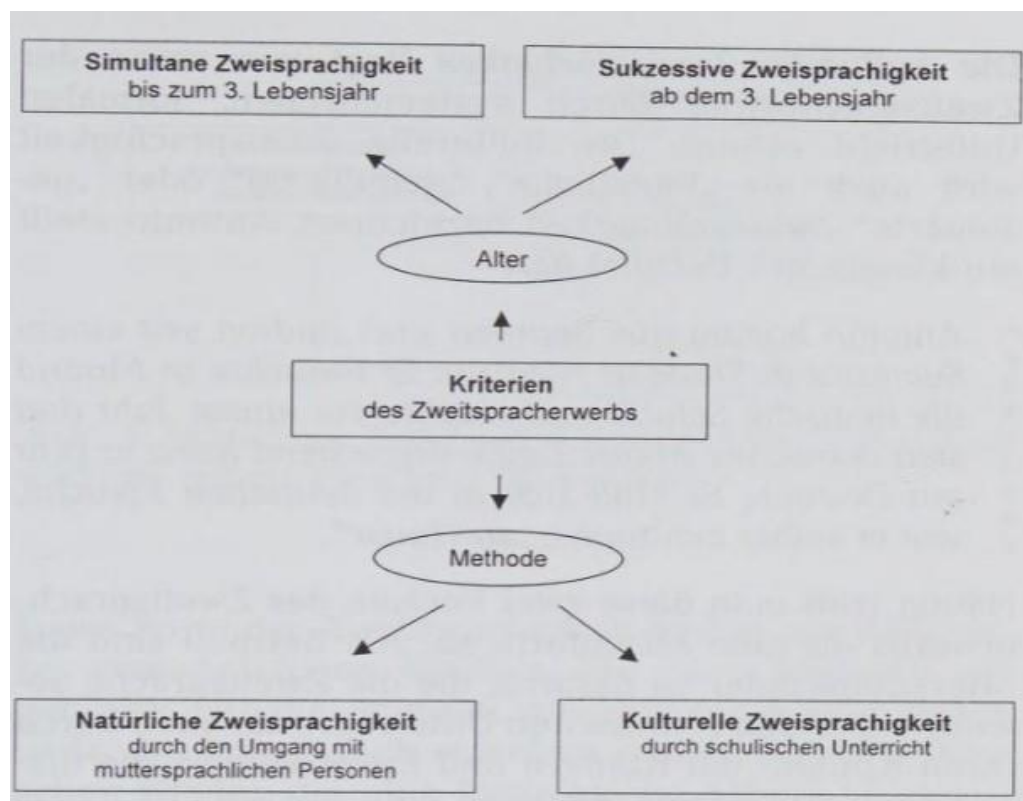 Simultane Zweisprachigkeit
bis zum 3. Lebensjahr
Sukzessive Zweisprachigkeit
ab dem 3. Lebensjahr
Alter
Kriterien
des Zweitspracherwerbs
Methode
Natürliche Zweisprachigkeit
durch den Umgang mit
muttersprachlichen Personen
Kulturelle Zweisprachigkeit
durch schulischen Unterricht